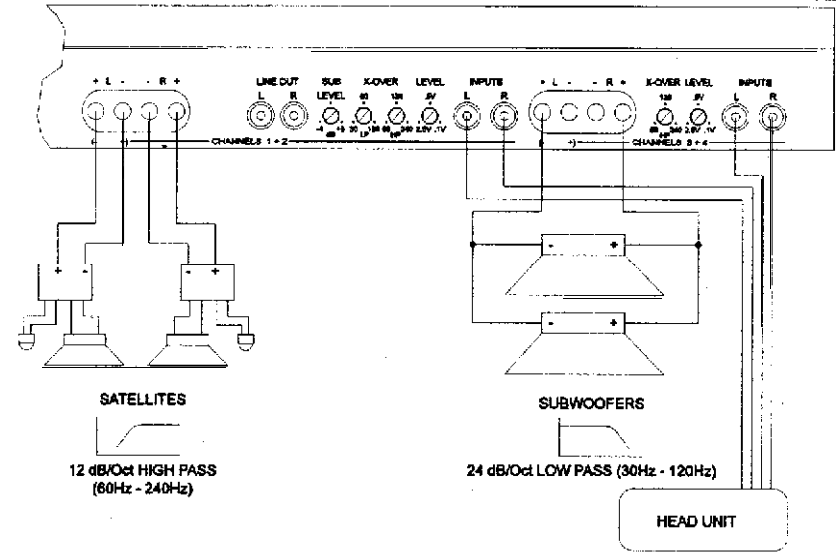 + L - - R +
LINE OUT
L R
SUB LEVEL
X-OVER
LEVEL
INPUTS
L R
+ L - - R +
X-OVER LEVEL
INPUTS
L R
CHANNELS 1 + 2
CHANNELS 3 + 4
+ -
- +
- +
- +
SATELLITES
12 dB/Oct HIGH PASS
(60Hz - 240Hz)
SUBWOOFERS
24 dB/Oct LOW PASS (30Hz - 120Hz)
HEAD UNIT